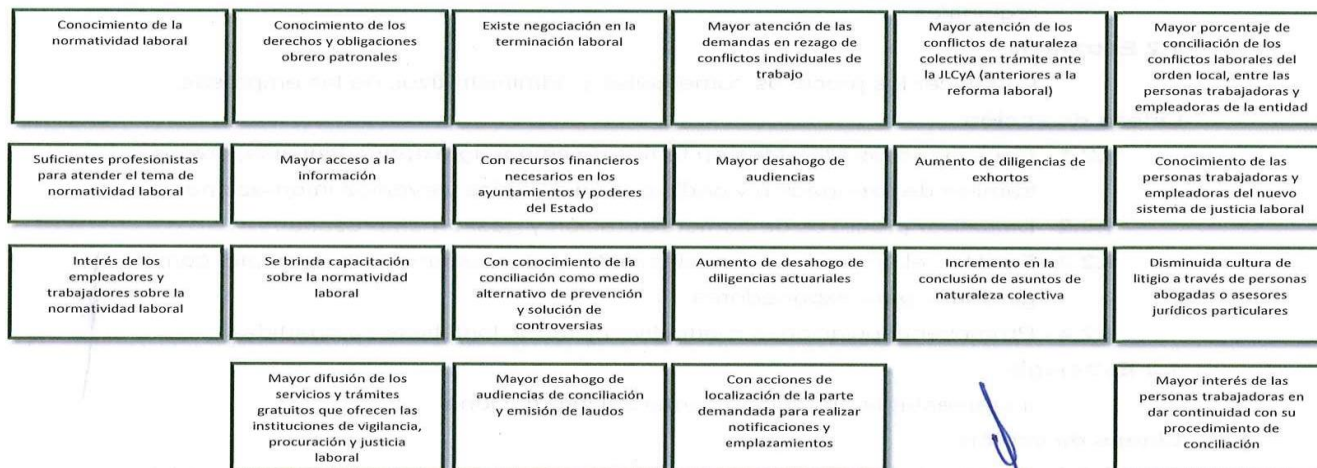 Conocimiento de la
normatividad laboral
Conocimiento de los
derechos y obligaciones
obrero patronales
Existe negociación en la
terminación laboral
Mayor atención de las
demandas en rezago de
conflictos individuales de
trabajo
Mayor atención de los
conflictos de naturaleza
colectiva en trámite ante
la JLCyA (anteriores a la
reforma laboral)
Mayor porcentaje de
conciliación de los
conflictos laborales del
orden local, entre las
personas trabajadoras y
empleadoras de la entidad
Suficientes profesionistas
para atender el tema de
normatividad laboral
Mayor acceso a la
información
Con recursos financieros
necesarios en los
ayuntamientos y poderes
del Estado
Mayor desahogo de
audiencias
Aumento de diligencias de
exhortos
Conocimiento de las
personas trabajadoras y
empleadoras del nuevo
sistema de justicia laboral
Interés de los
empleadores y
trabajadores sobre la
normatividad laboral
Se brinda capacitación
sobre la normatividad
laboral
Con conocimiento de la
conciliación como medio
alternativo de prevención
y solución de
controversias
Aumento de desahogo de
diligencias actuariales
Incremento en la
conclusión de asuntos de
naturaleza colectiva
Disminuida cultura de
litigio a través de personas
abogadas o asesores
jurídicos particulares
Mayor difusión de los
servicios y trámites
gratuitos que ofrecen las
instituciones de vigilancia,
procuración y justicia
laboral
Mayor desahogo de
audiencias de conciliación
y emisión de laudos
Con acciones de
localización de la parte
demandada para realizar
notificaciones y
emplazamientos
Mayor interés de las
personas trabajadoras en
dar continuidad con su
procedimiento de
conciliación